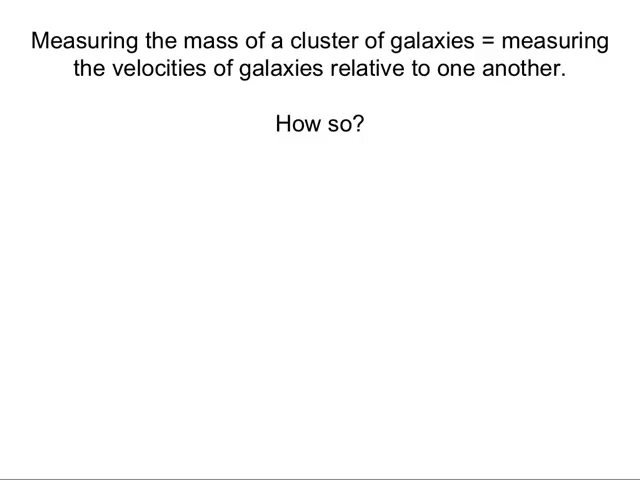 Measuring the mass of a cluster of galaxies = measuring
the velocities of galaxies relative to one another.
How so?